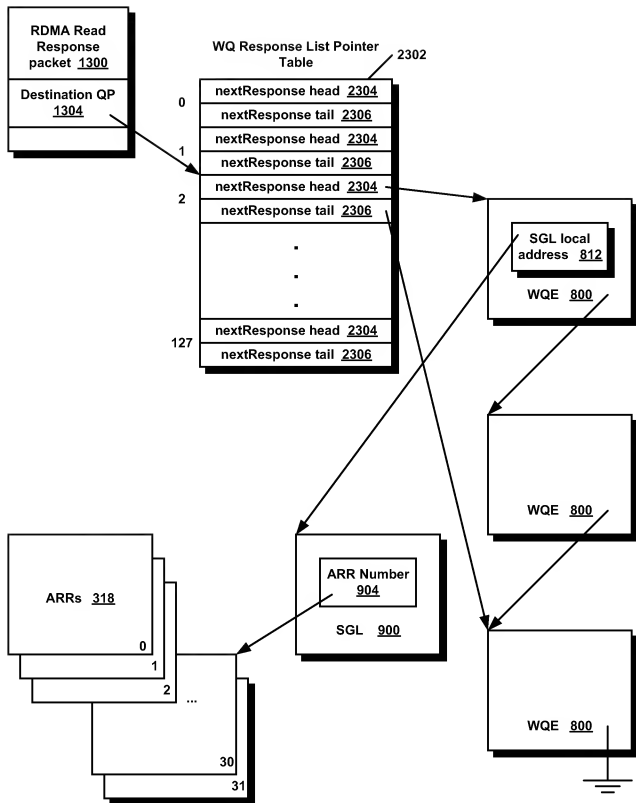 RDMA Read
Response
packet 1300
Destination QP
1304
WQ Response List Pointer
Table
2302
0
nextResponse head 2304
nextResponse tail 2306
1
nextResponse head 2304
nextResponse tail 2306
2
nextResponse head 2304
nextResponse tail 2306
.
.
.
127
nextResponse head 2304
nextResponse tail 2306
SGL local
address 812
WQE 800
WQE 800
WQE 800
ARR Number
904
SGL 900
ARRs 318
0
1
2
...
30
31